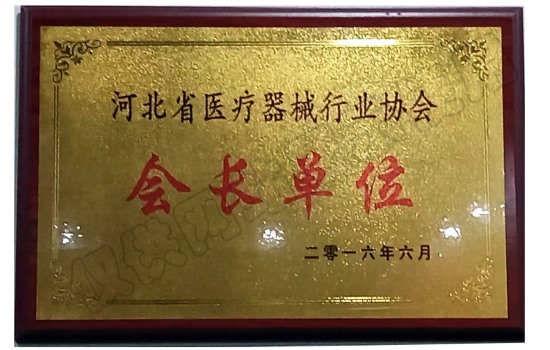 河北省医疗器械行业协会
会长单位
二零一六年六月